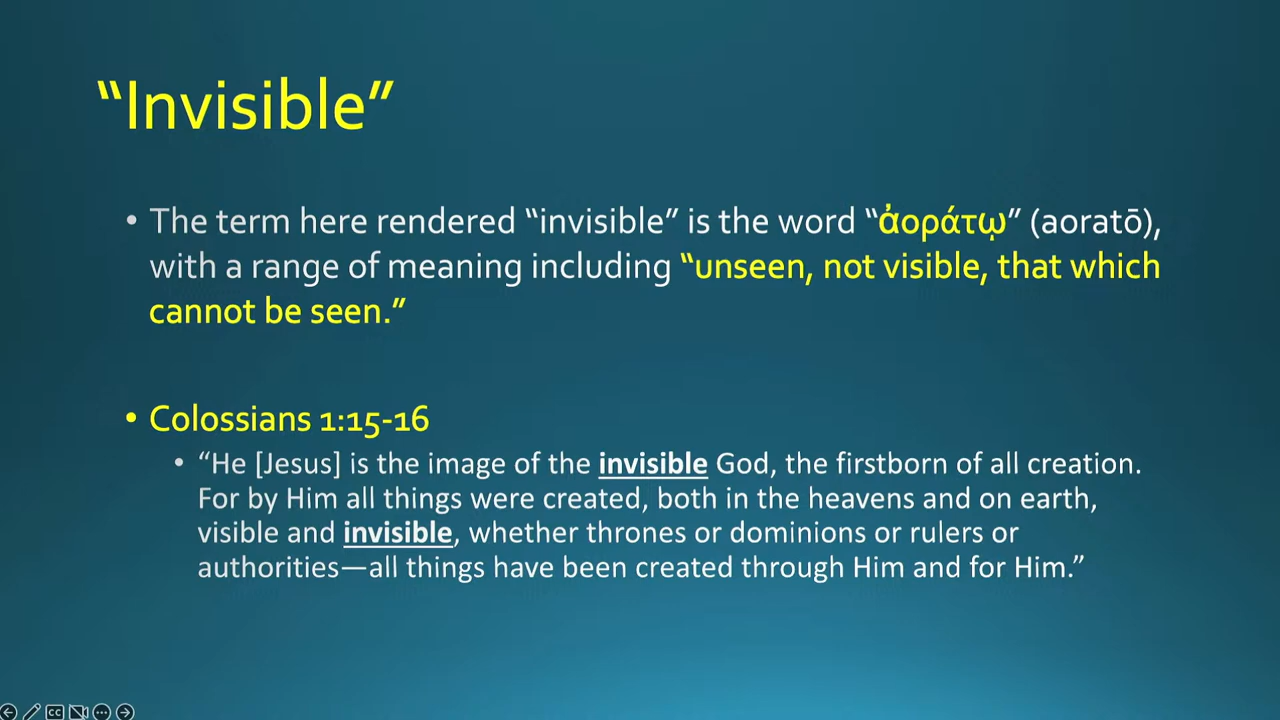 “Invisible”
• The term here rendered “invisible” is the word “ἀοράτῳ” (aoratō),
with a range of meaning including “unseen, not visible, that which
cannot be seen.”
• Colossians 1:15-16
• “He [Jesus] is the image of the invisible God, the firstborn of all creation.
For by Him all things were created, both in the heavens and on earth,
visible and invisible, whether thrones or dominions or rulers or
authorities—all things have been created through Him and for Him.”
CC